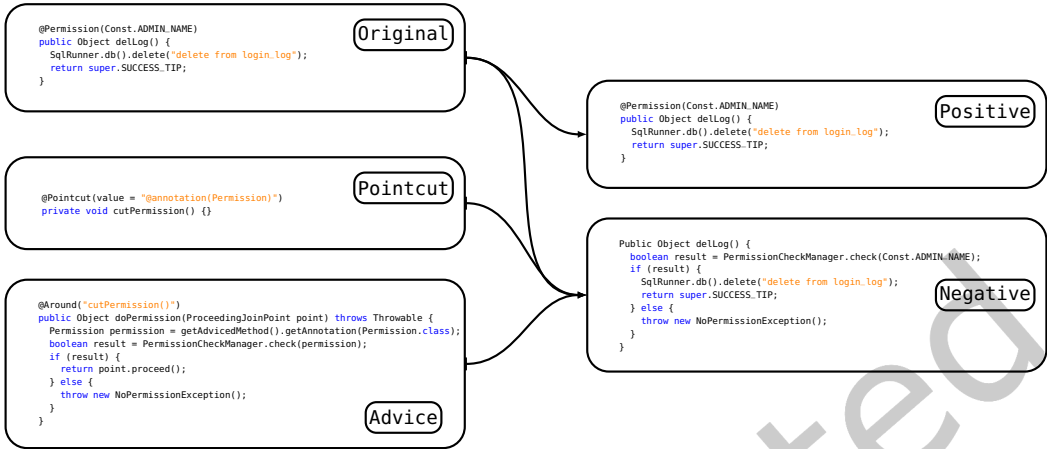 Original
@Permission(Const.ADMIN_NAME)
public Object delLog() {
SqlRunner.db().delete("delete from login_log");
return super.SUCCESS_TIP;
}
Pointcut
@Pointcut(value = "@annotation(Permission)")
private void cutPermission() {}
@Around("cutPermission()")
public Object doPermission(ProceedingJoinPoint point) throws Throwable {
Permission permission = getAdvicedMethod().getAnnotation(Permission.class);
boolean result = PermissionCheckManager.check(permission);
if (result) {
return point.proceed();
} else {
throw new NoPermissionException();
}
}
Advice
Positive
@Permission(Const.ADMIN_NAME)
public Object delLog() {
SqlRunner.db().delete("delete from login_log");
return super.SUCCESS_TIP;
}
Public Object delLog() {
boolean result = PermissionCheckManager.check(Const.ADMIN_NAME);
if (result) {
SqlRunner.db().delete("delete from login_log");
return super.SUCCESS_TIP;
} else {
throw new NoPermissionException();
}
}
Negative
ted